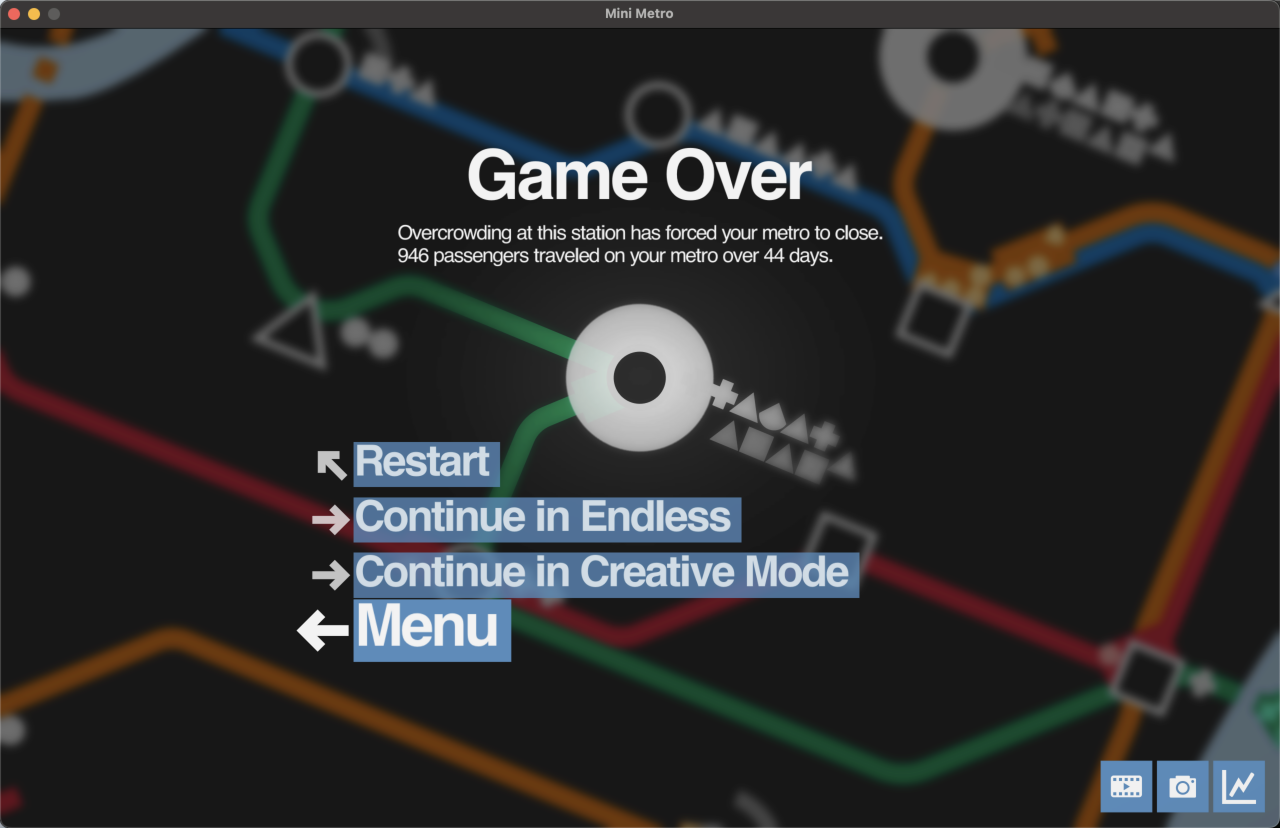 Mini Metro
Game Over
Overcrowding at this station has forced your metro to close.
946 passengers traveled on your metro over 44 days.
Restart
Continue in Endless
Continue in Creative Mode
Menu